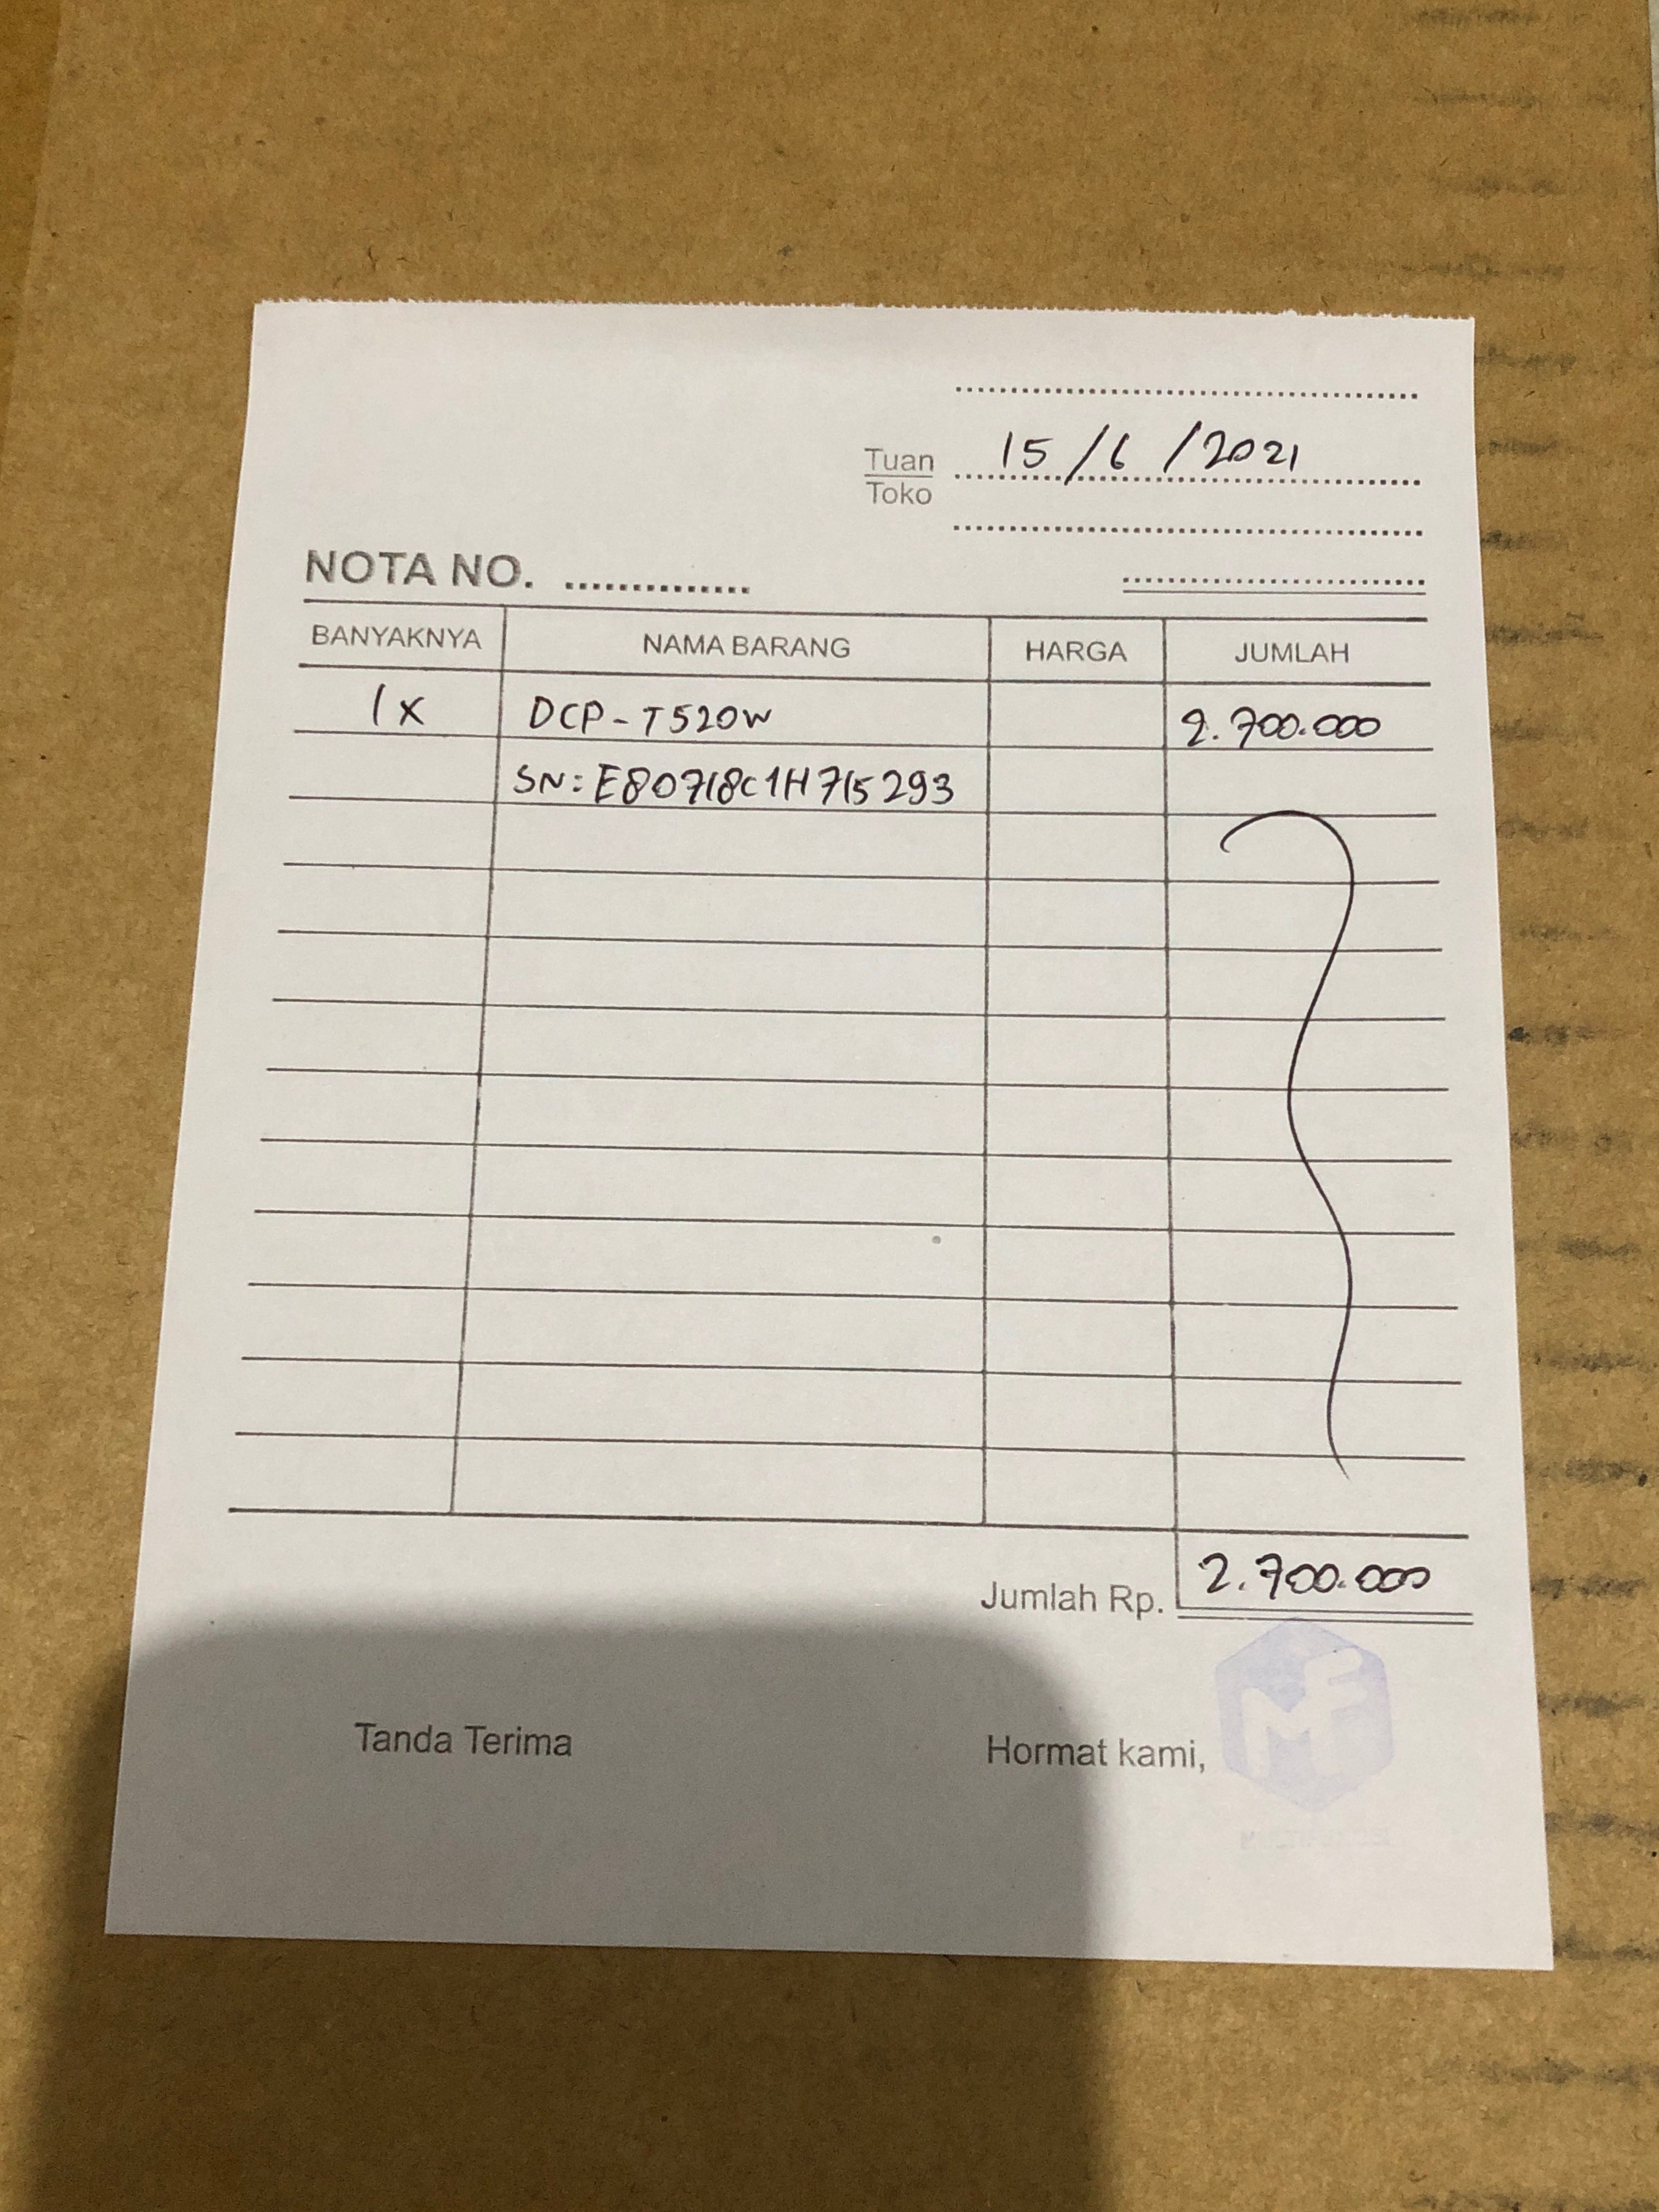 15/6/2021
Tuan
Toko
NOTA NO. ..............
BANYAKNYA NAMA BARANG HARGA JUMLAH
1x DCP-T520W 2.700.000
SN: E80718C1H715293
Jumlah Rp. 2.700.000
Tanda Terima Hormat kami,
MF